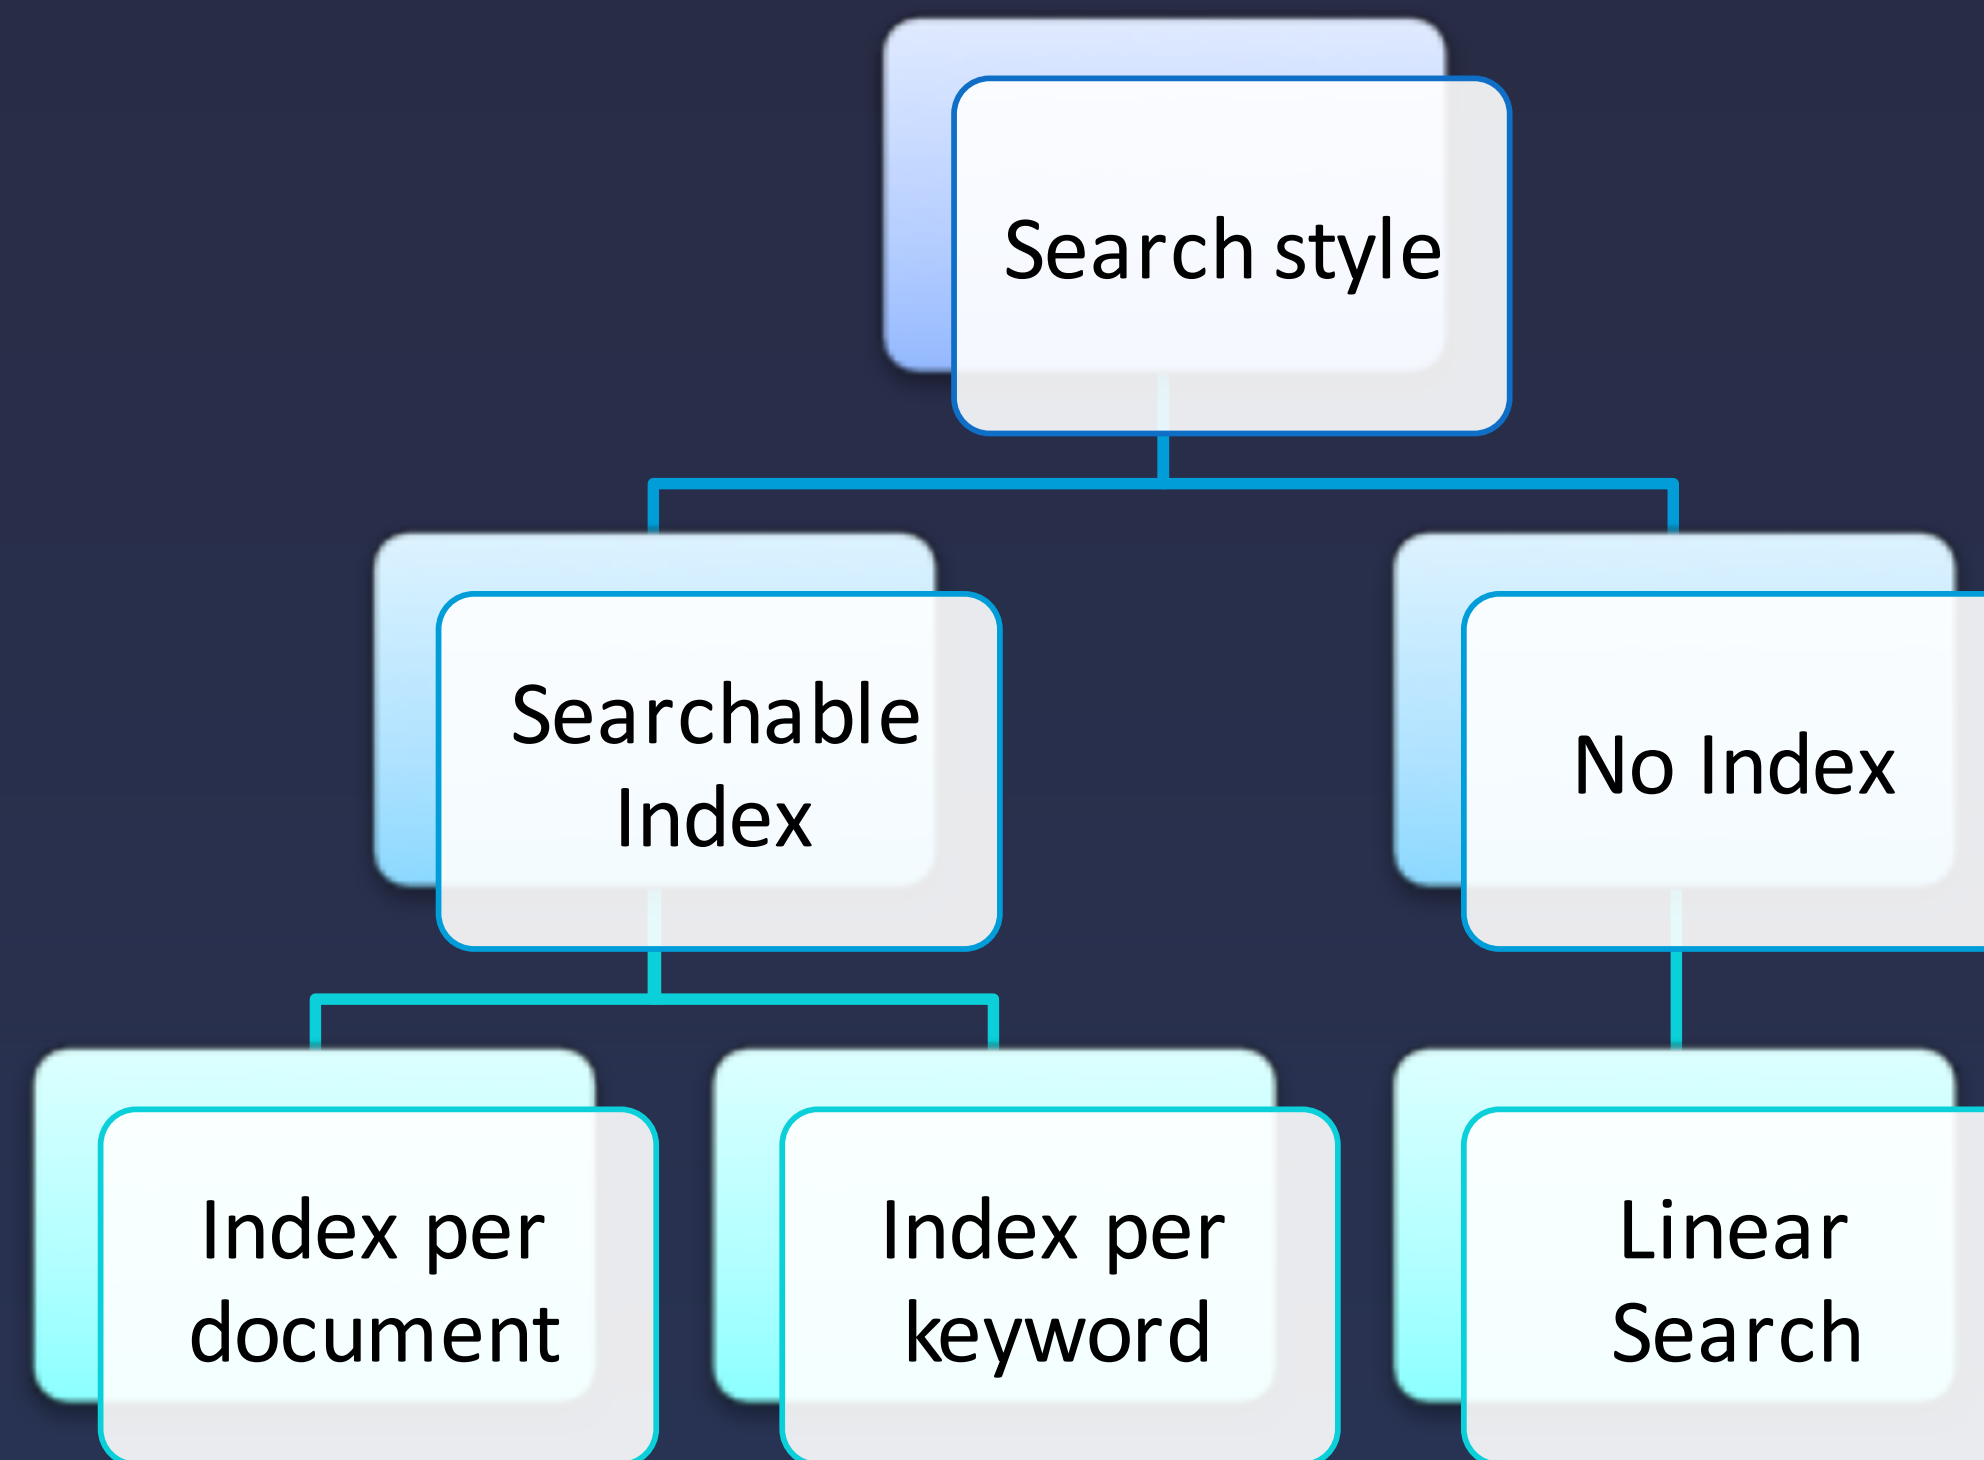 Search style
Searchable
Index
No Index
Index per
document
Index per
keyword
Linear
Search